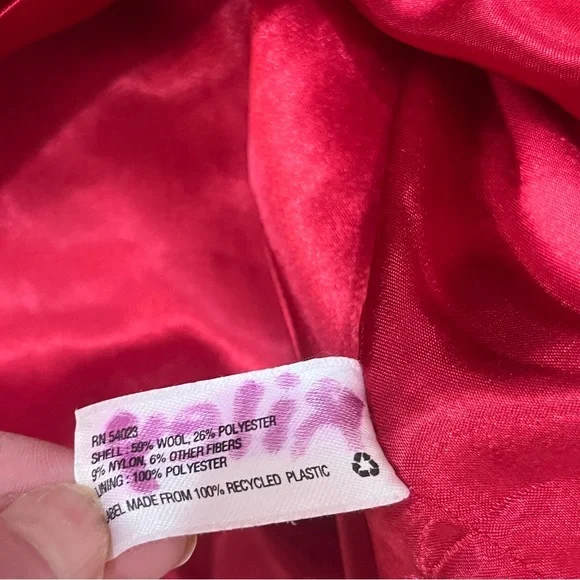 RN 54023
SHELL : 59% WOOL, 26% POLYESTER
9% NYLON, 6% OTHER FIBERS
LINING : 100% POLYESTER
LABEL MADE FROM 100% RECYCLED PLASTIC